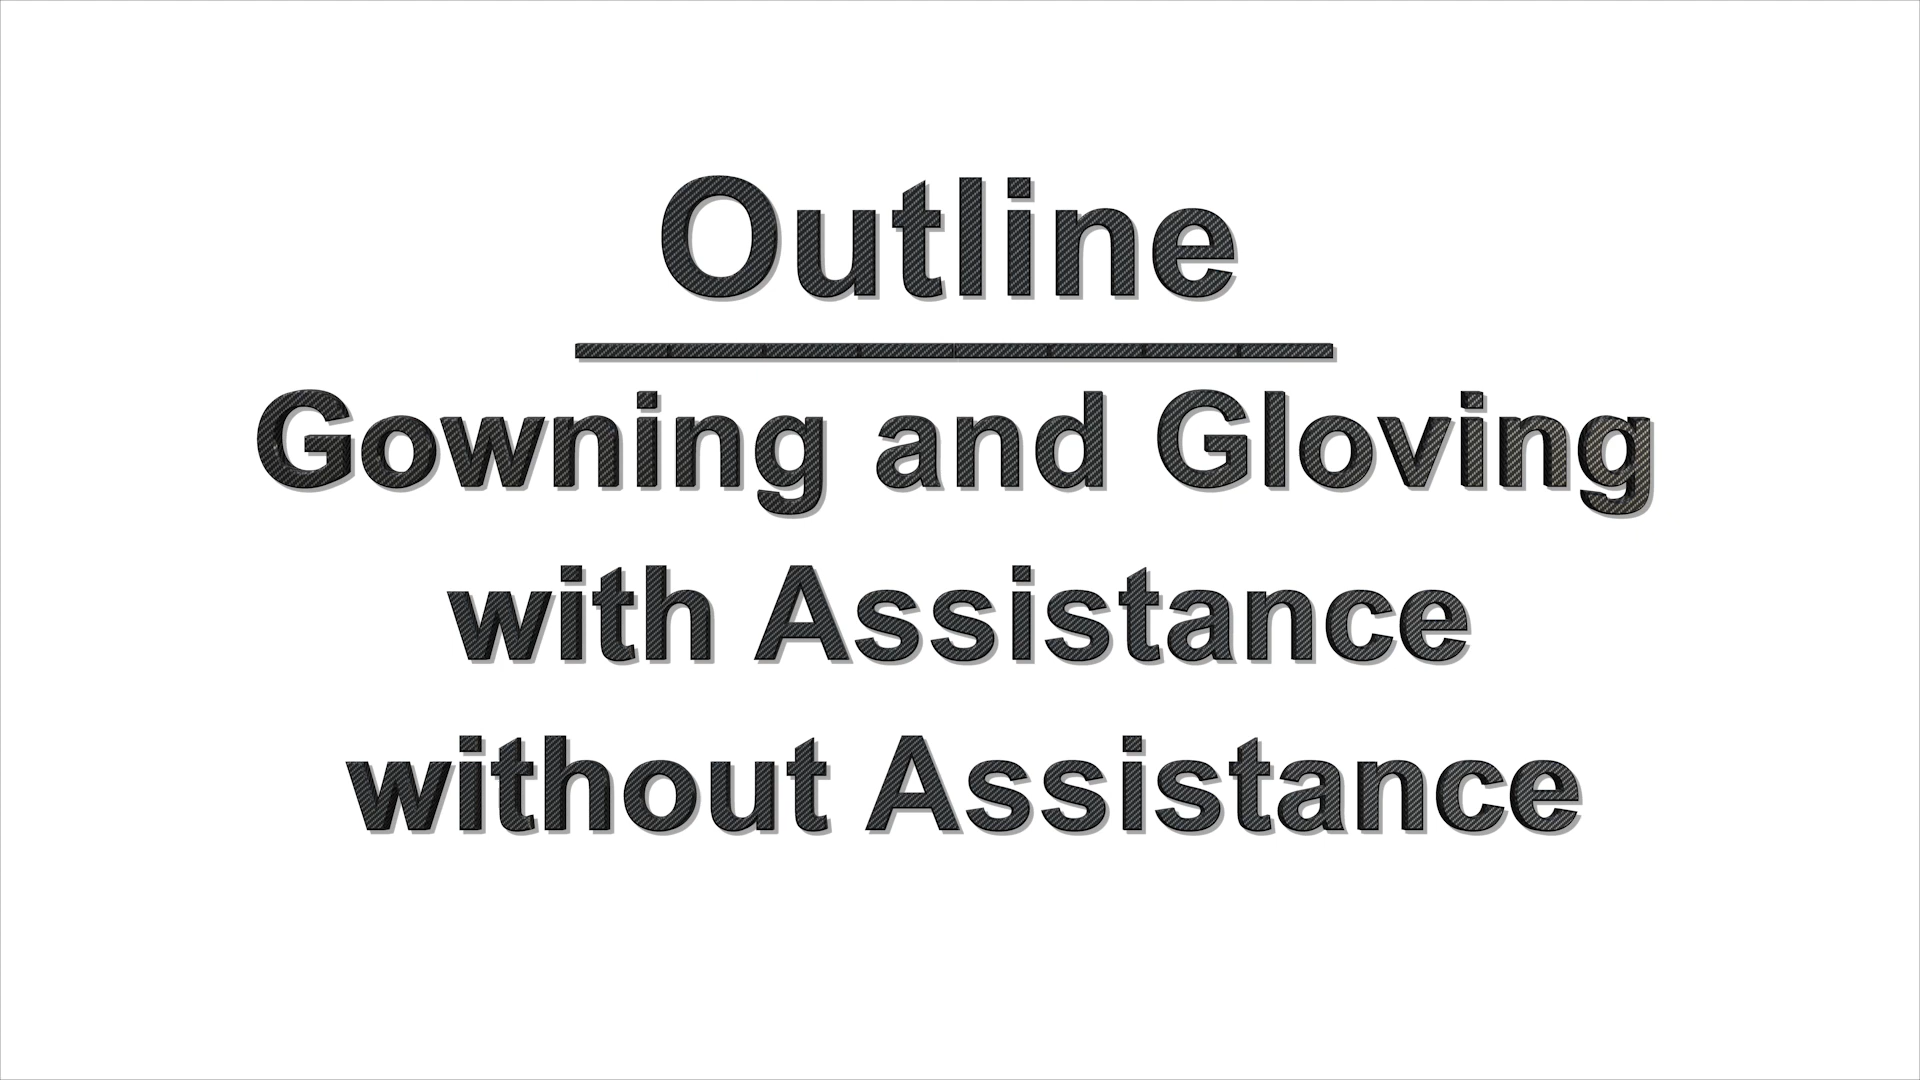 Outline
Gowning and Gloving
with Assistance
without Assistance